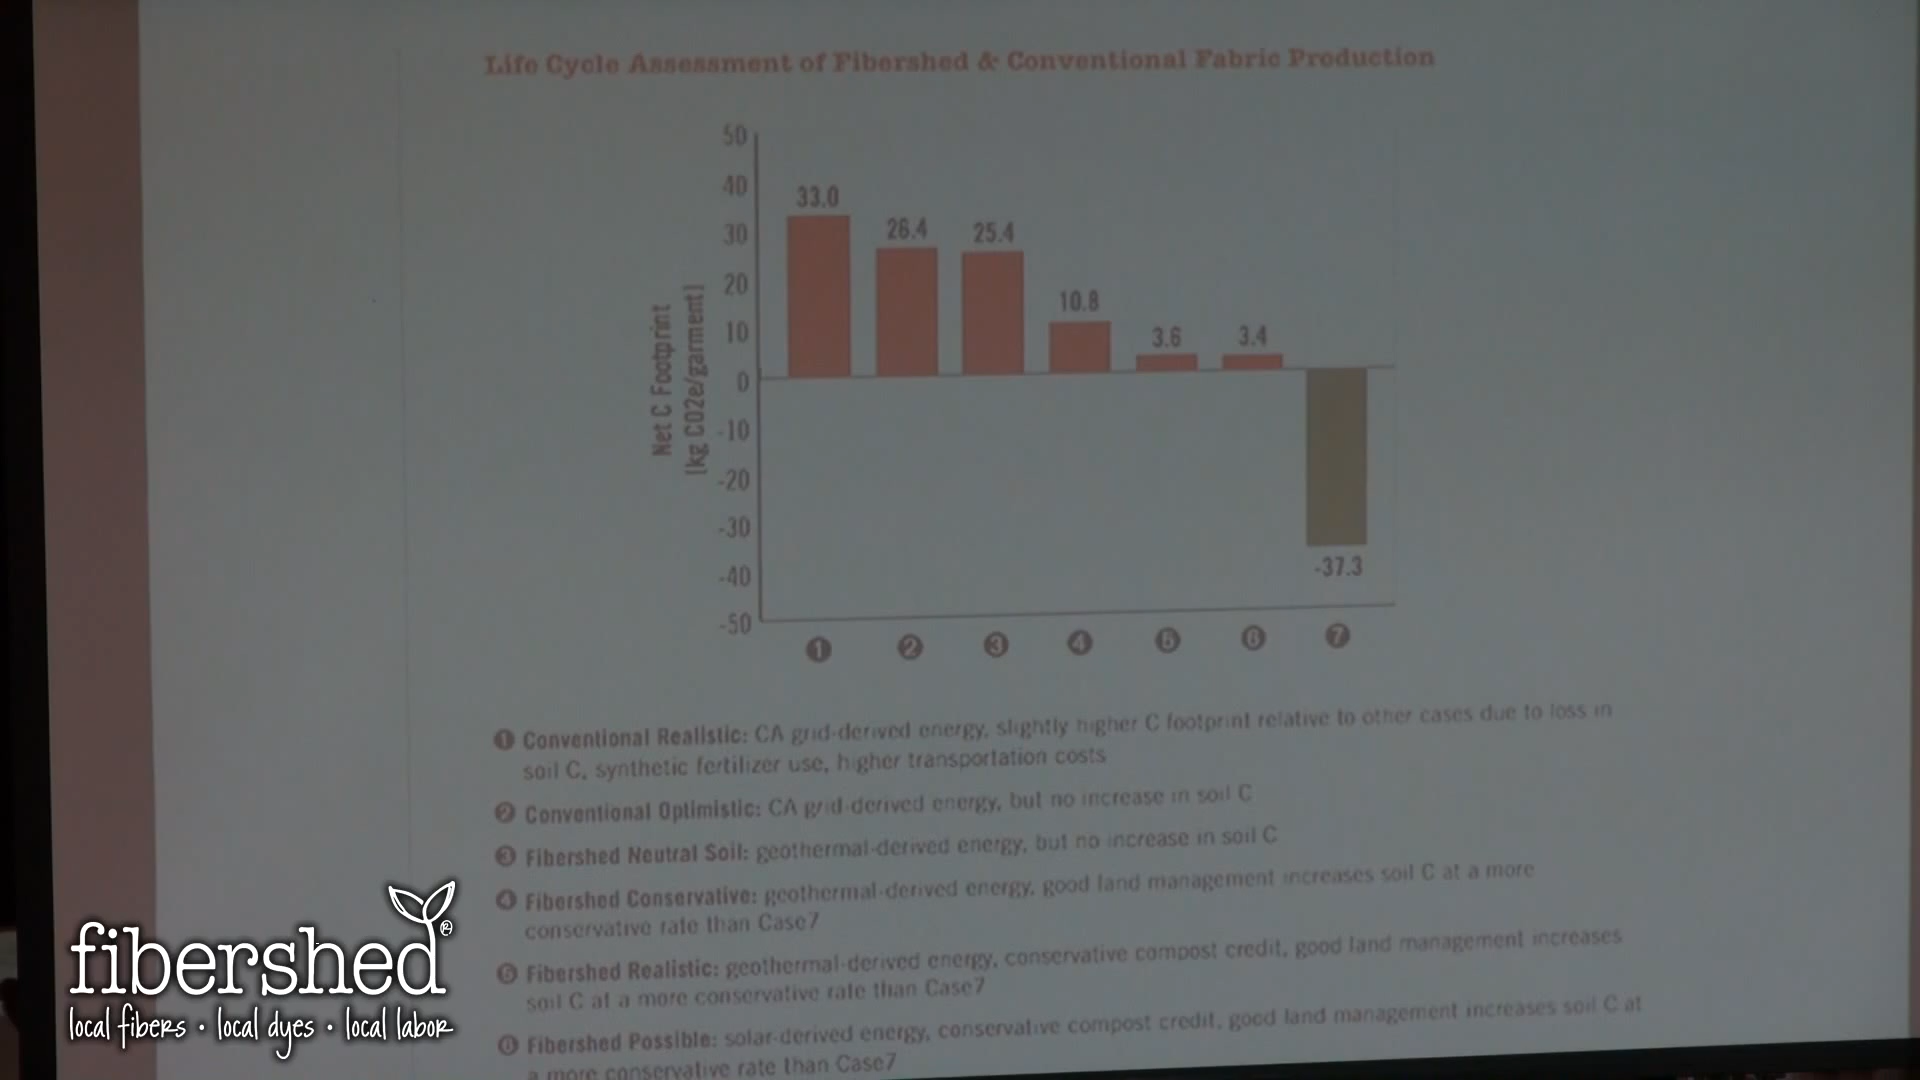 Life Cycle Assessment of Fibershed & Conventional Fabric Production
50
40
30
20
10
0
-10
-20
-30
-40
-50
Net C Footprint
[kg CO2e/garment]
33.0
26.4
25.4
10.8
3.6
3.4
-37.3
1 2 3 4 5 6 7
1 Conventional Realistic: CA grid-derived energy, slightly higher C footprint relative to other cases due to loss in
soil C, synthetic fertilizer use, higher transportation costs
2 Conventional Optimistic: CA grid-derived energy, but no increase in soil C
3 Fibershed Neutral Soil: geothermal-derived energy, but no increase in soil C
4 Fibershed Conservative: geothermal-derived energy, good land management increases soil C at a more
conservative rate than Case7
5 Fibershed Realistic: geothermal-derived energy, conservative compost credit, good land management increases
soil C at a more conservative rate than Case7
6 Fibershed Possible: solar-derived energy, conservative compost credit, good land management increases soil C at
a more conservative rate than Case7
fibershed®
local fibers • local dyes • local labor